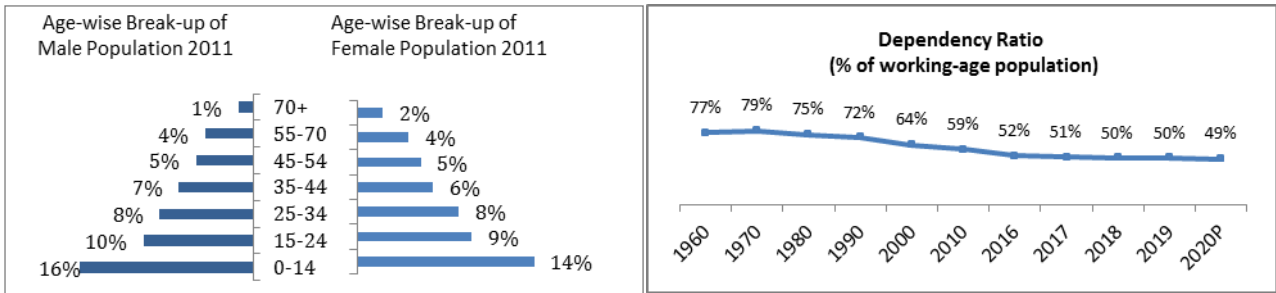 Age-wise Break-up of
Male Population 2011
Age-wise Break-up of
Female Population 2011
1% 70+ 2%
4% 55-70 4%
5% 45-54 5%
7% 35-44 6%
8% 25-34 8%
10% 15-24 9%
16% 0-14 14%
Dependency Ratio
(% of working-age population)
77% 79% 75% 72% 64% 59% 52% 51% 50% 50% 49%
1960 1970 1980 1990 2000 2010 2016 2017 2018 2019 2020P